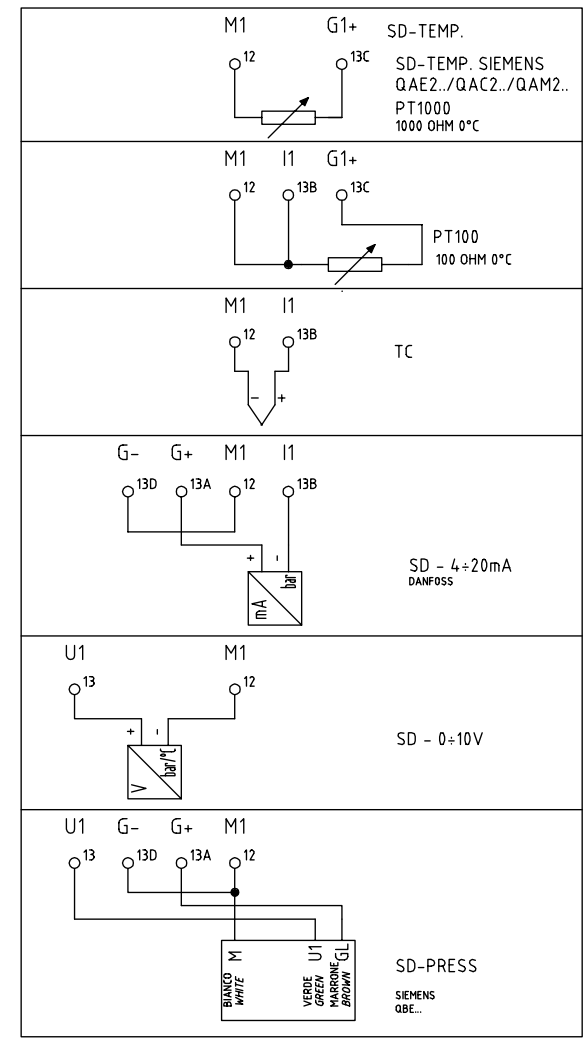 M1 G1+ SD-TEMP.
12 13C SD-TEMP. SIEMENS
QAE2../QAC2../QAM2..
PT1000
1000 OHM 0°C
M1 I1 G1+
12 13B 13C
PT100
100 OHM 0°C
M1 I1
12 13B
TC
- +
G- G+ M1 I1
13D 13A 12 13B
+ -
SD - 4÷20mA
DANFOSS
mA bar
U1 M1
13 12
+ -
SD - 0÷10V
V bar/°C
U1 G- G+ M1
13 13D 13A 12
M U1 GL
BIANCO
WHITE
VERDE
GREEN
MARRONE
BROWN
SD-PRESS
SIEMENS
QBE...